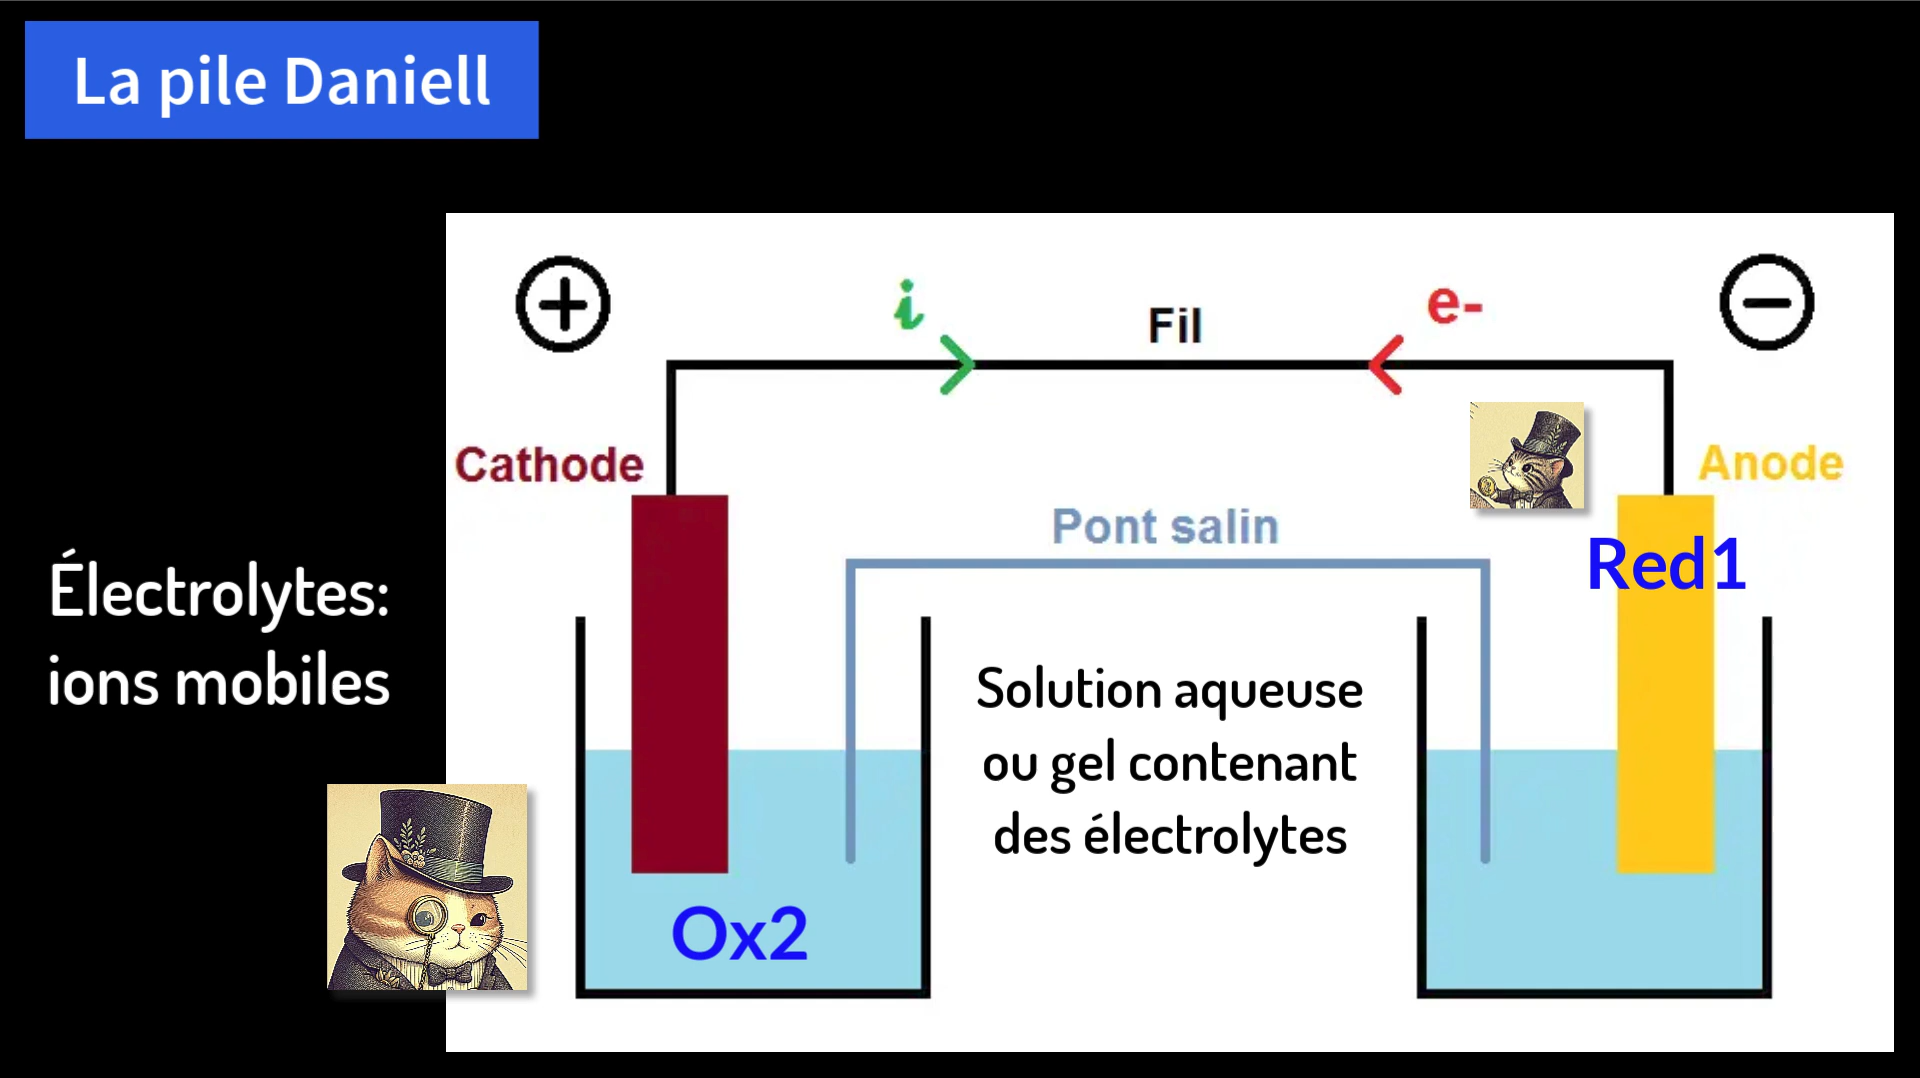 La pile Daniell
i
Fil
e-
Cathode
Anode
Pont salin
Red1
Électrolytes:
ions mobiles
Solution aqueuse
ou gel contenant
des électrolytes
Ox2